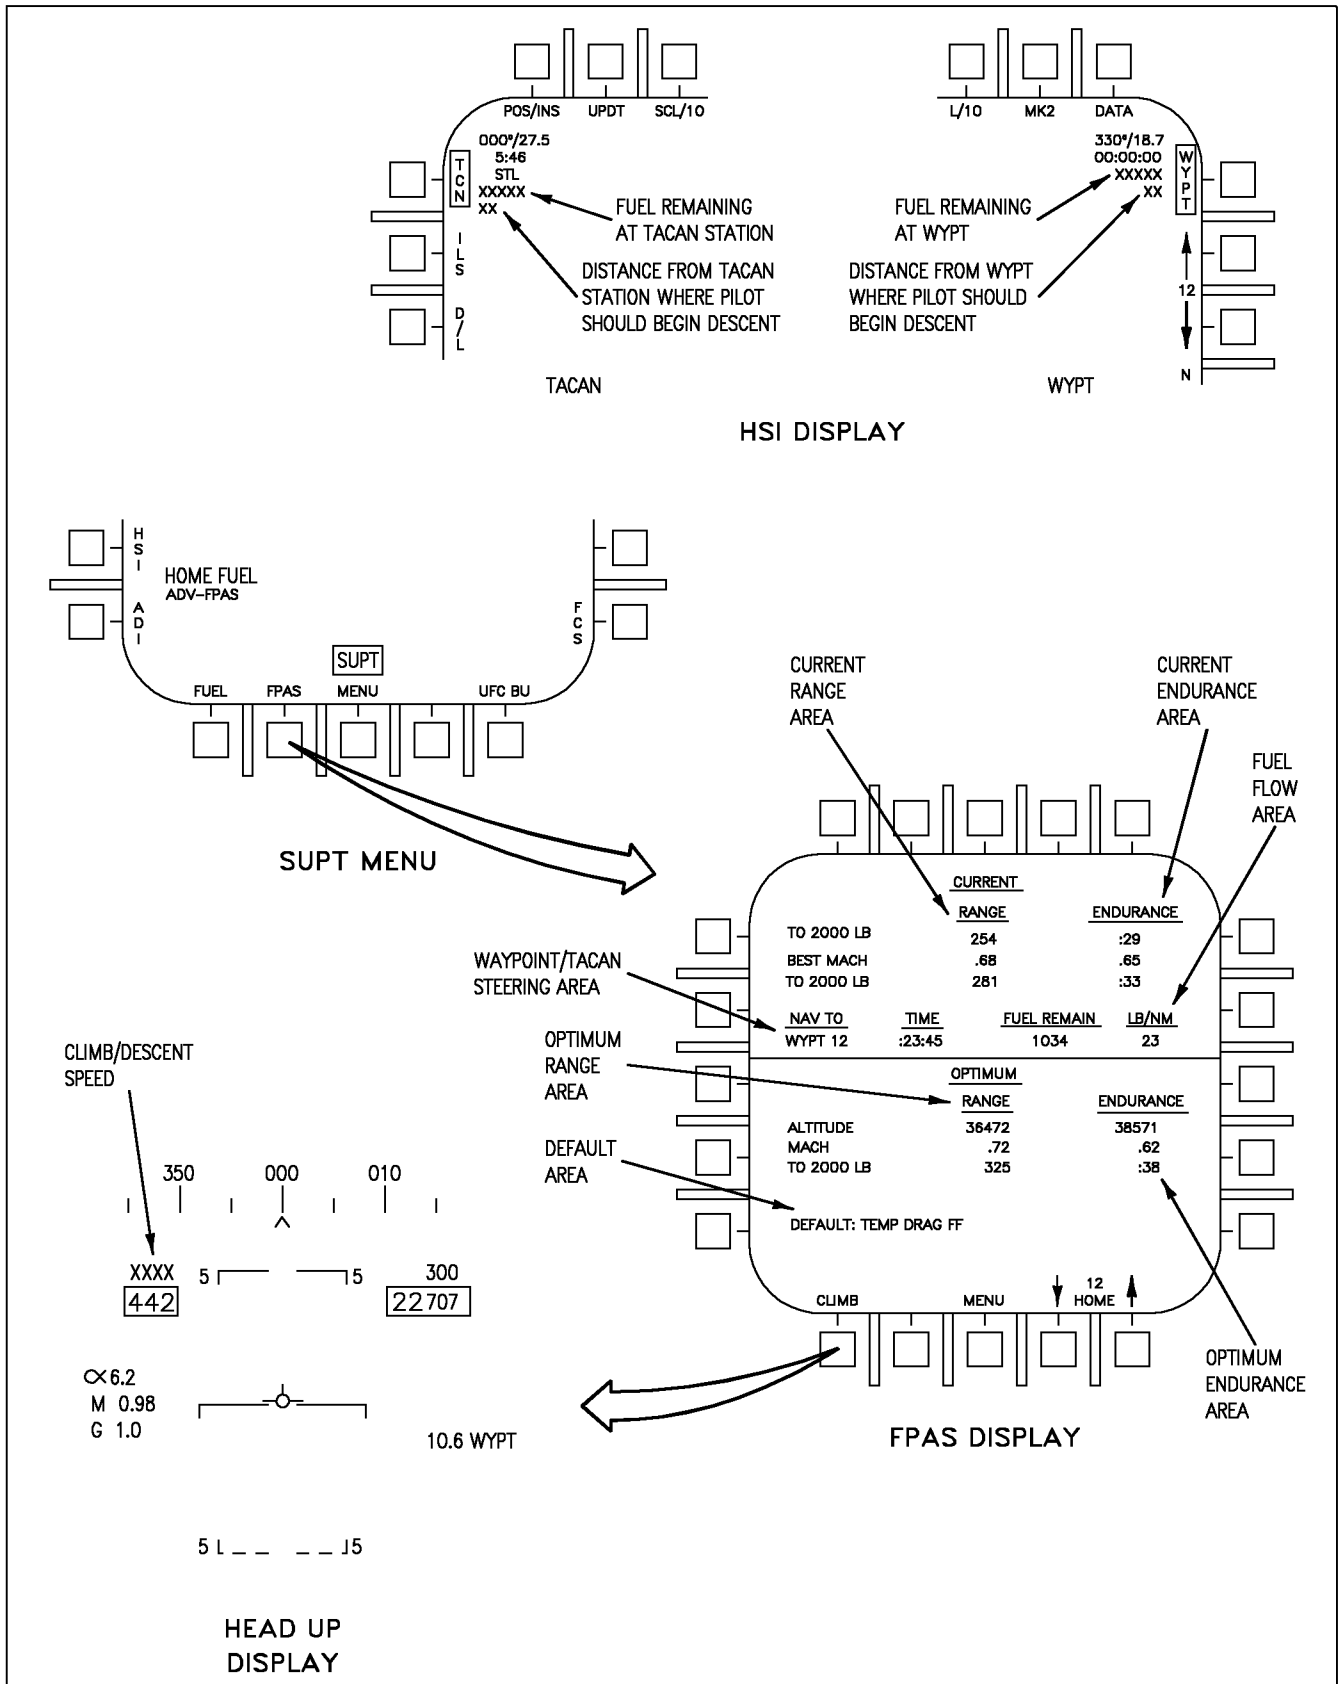 POS/INS UPDT SCL/10
000°/27.5
5:46
STL
XXXXX
XX
TCN
ILS
D/L
FUEL REMAINING
AT TACAN STATION
DISTANCE FROM TACAN
STATION WHERE PILOT
SHOULD BEGIN DESCENT
TACAN
L/10 MK2 DATA
330°/18.7
00:00:00
XXXXX
XX
WYPT
12
N
FUEL REMAINING
AT WYPT
DISTANCE FROM WYPT
WHERE PILOT SHOULD
BEGIN DESCENT
WYPT
HSI DISPLAY
HSI
ADI
HOME FUEL
ADV-FPAS
FCS
SUPT
FUEL FPAS MENU UFC BU
SUPT MENU
CURRENT
RANGE
AREA
CURRENT
ENDURANCE
AREA
FUEL
FLOW
AREA
WAYPOINT/TACAN
STEERING AREA
OPTIMUM
RANGE
AREA
DEFAULT
AREA
CURRENT
RANGE ENDURANCE
TO 2000 LB 254 :29
BEST MACH .68 .65
TO 2000 LB 281 :33
NAV TO TIME FUEL REMAIN LB/NM
WYPT 12 :23:45 1034 23
OPTIMUM
RANGE ENDURANCE
ALTITUDE 36472 38571
MACH .72 .62
TO 2000 LB 325 :38
DEFAULT: TEMP DRAG FF
12
CLIMB MENU HOME
OPTIMUM
ENDURANCE
AREA
FPAS DISPLAY
CLIMB/DESCENT
SPEED
350 000 010
XXXX 5 5 300
442 22707
α6.2
M 0.98
G 1.0
10.6 WYPT
5 5
HEAD UP
DISPLAY